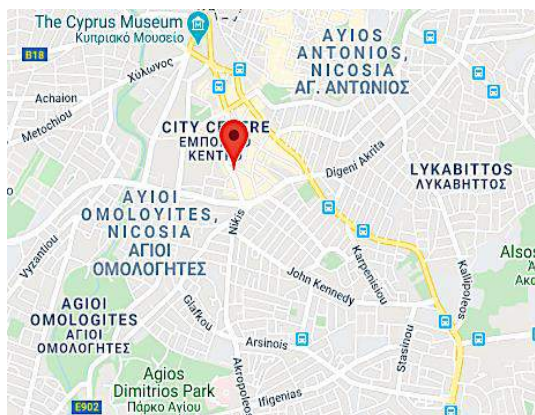 The Cyprus Museum
Κυπριακό Μουσείο
B18
Χύλωνος
AYIOS
ANTONIOS,
NICOSIA
ΑΓ. ΑΝΤΩΝΙΟΣ
Achaion
Metochiou
CITY CENTRE
ΚΕΝΤΡΟ
Digeni Akrita
LYKABITTOS
ΛΥΚΑΒΗΤΤΟΣ
AYIOI
OMOLOYITES,
NICOSIA
ΑΓΙΟΙ
ΟΜΟΛΟΓΗΤΕΣ
Nikis
Vyzantiou
Karpenisiou
Kallipoleos
Alsos
John Kennedy
AGIOI
OMOLOGITES
ΑΓΙΟΙ
ΟΜΟΛΟΓΗΤΕΣ
Glafkou
Arsinois
Stasinou
Akropoleos
Agios
Dimitrios Park
Πάρκο Αγίου
Ifigenias
E902